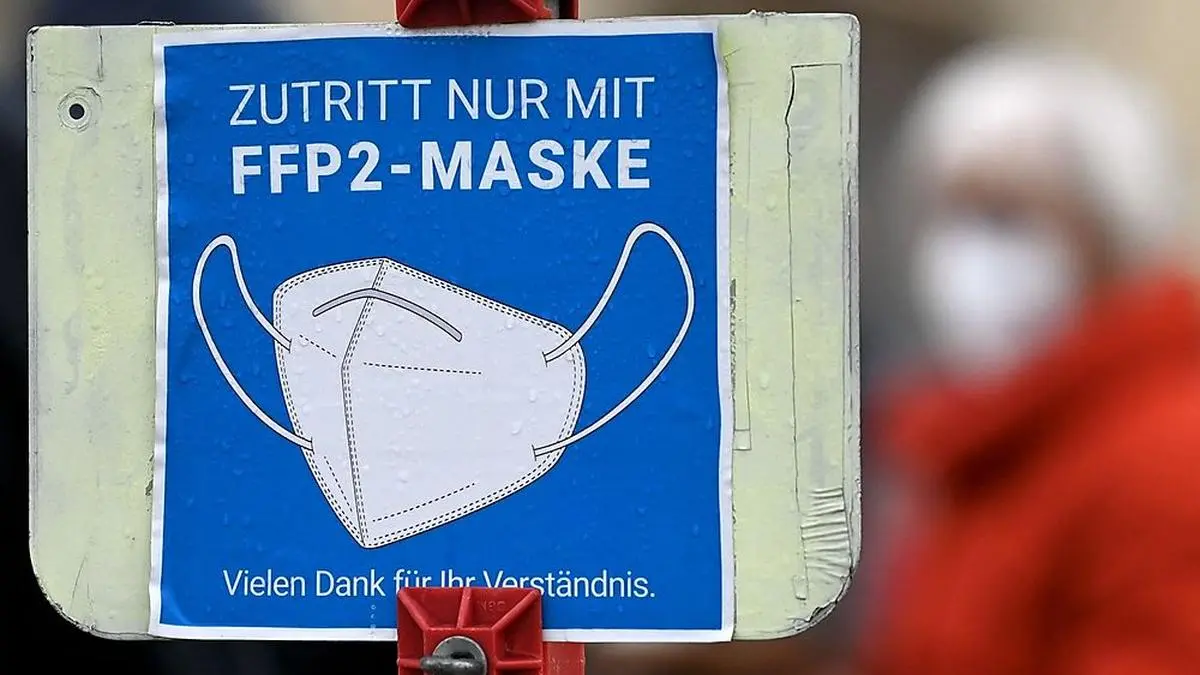 ZUTRITT NUR MIT
FFP2-MASKE
Vielen Dank für Ihr Verständnis.